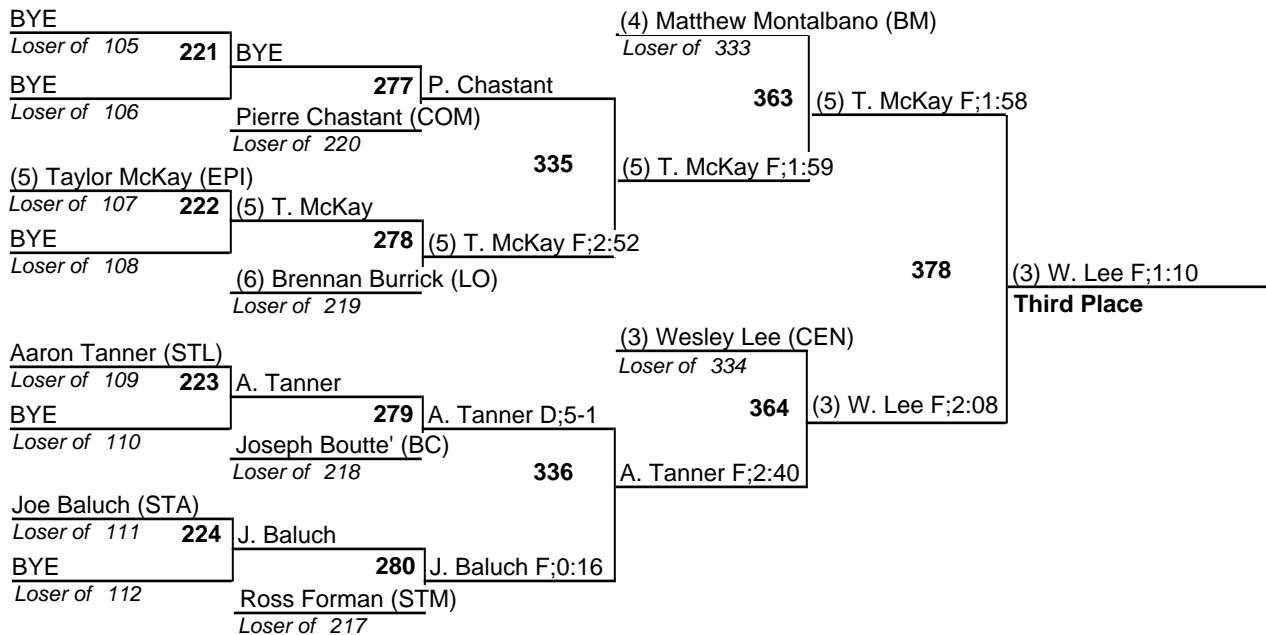 BYE
(4) Matthew Montalbano (BM)
Loser of 105
221
BYE
Loser of 333
BYE
277
P. Chastant
363
(5) T. McKay F;1:58
Loser of 106
Pierre Chastant (COM)
Loser of 220
335
(5) T. McKay F;1:59
(5) Taylor McKay (EPI)
Loser of 107
222
(5) T. McKay
BYE
278
(5) T. McKay F;2:52
Loser of 108
378
(6) Brennan Burrick (LO)
(3) W. Lee F;1:10
Loser of 219
Third Place
Aaron Tanner (STL)
(3) Wesley Lee (CEN)
Loser of 109
223
A. Tanner
Loser of 334
BYE
279
A. Tanner D;5-1
364
(3) W. Lee F;2:08
Loser of 110
Joseph Boutte' (BC)
Loser of 218
336
A. Tanner F;2:40
Joe Baluch (STA)
Loser of 111
224
J. Baluch
BYE
280
J. Baluch F;0:16
Loser of 112
Ross Forman (STM)
Loser of 217